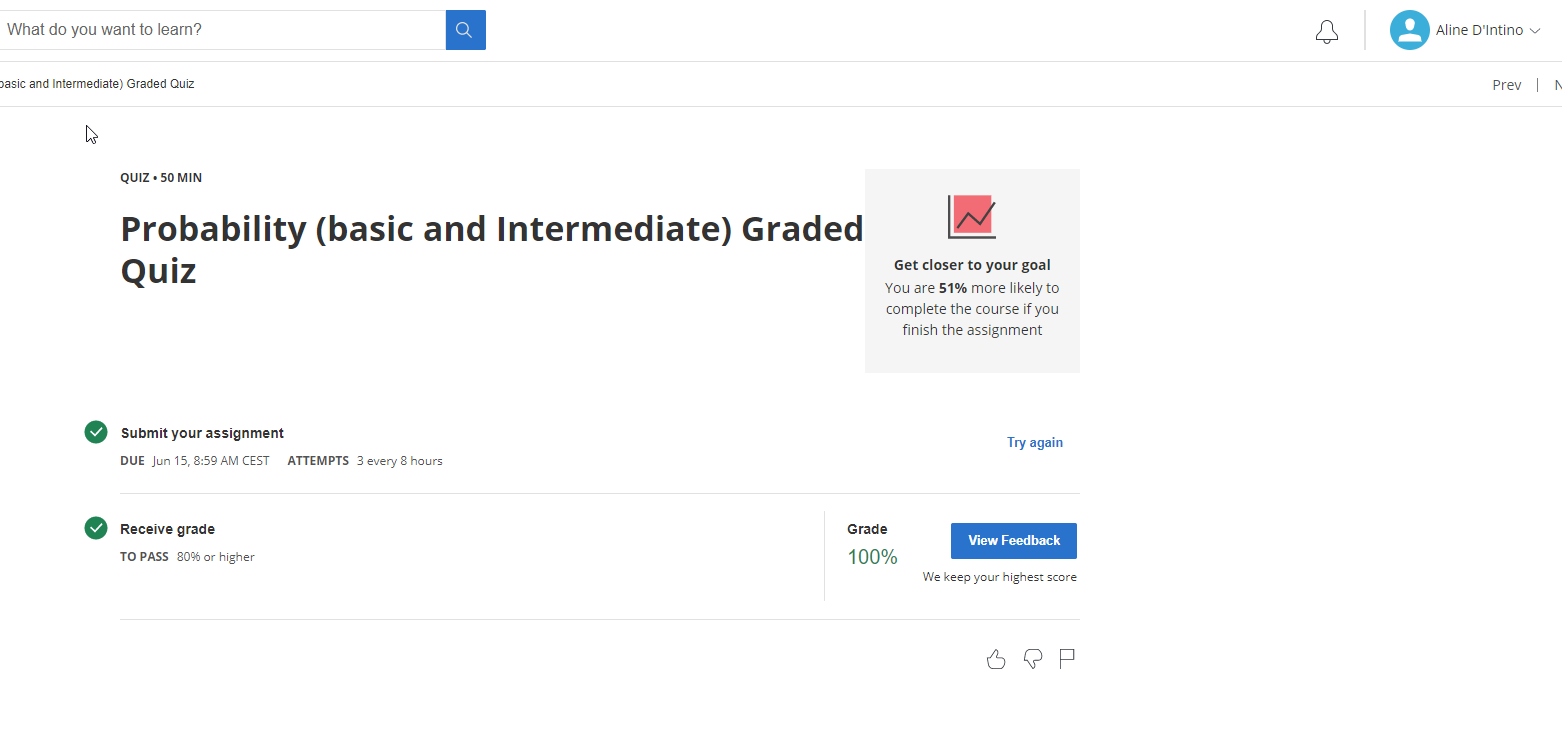 What do you want to learn?
Aline D'Intino
basic and Intermediate) Graded Quiz
Prev | N
QUIZ • 50 MIN
Probability (basic and Intermediate) Graded
Quiz
Get closer to your goal
You are 51% more likely to
complete the course if you
finish the assignment
Submit your assignment
DUE Jun 15, 8:59 AM CEST ATTEMPTS 3 every 8 hours
Try again
Receive grade
TO PASS 80% or higher
Grade
100%
View Feedback
We keep your highest score